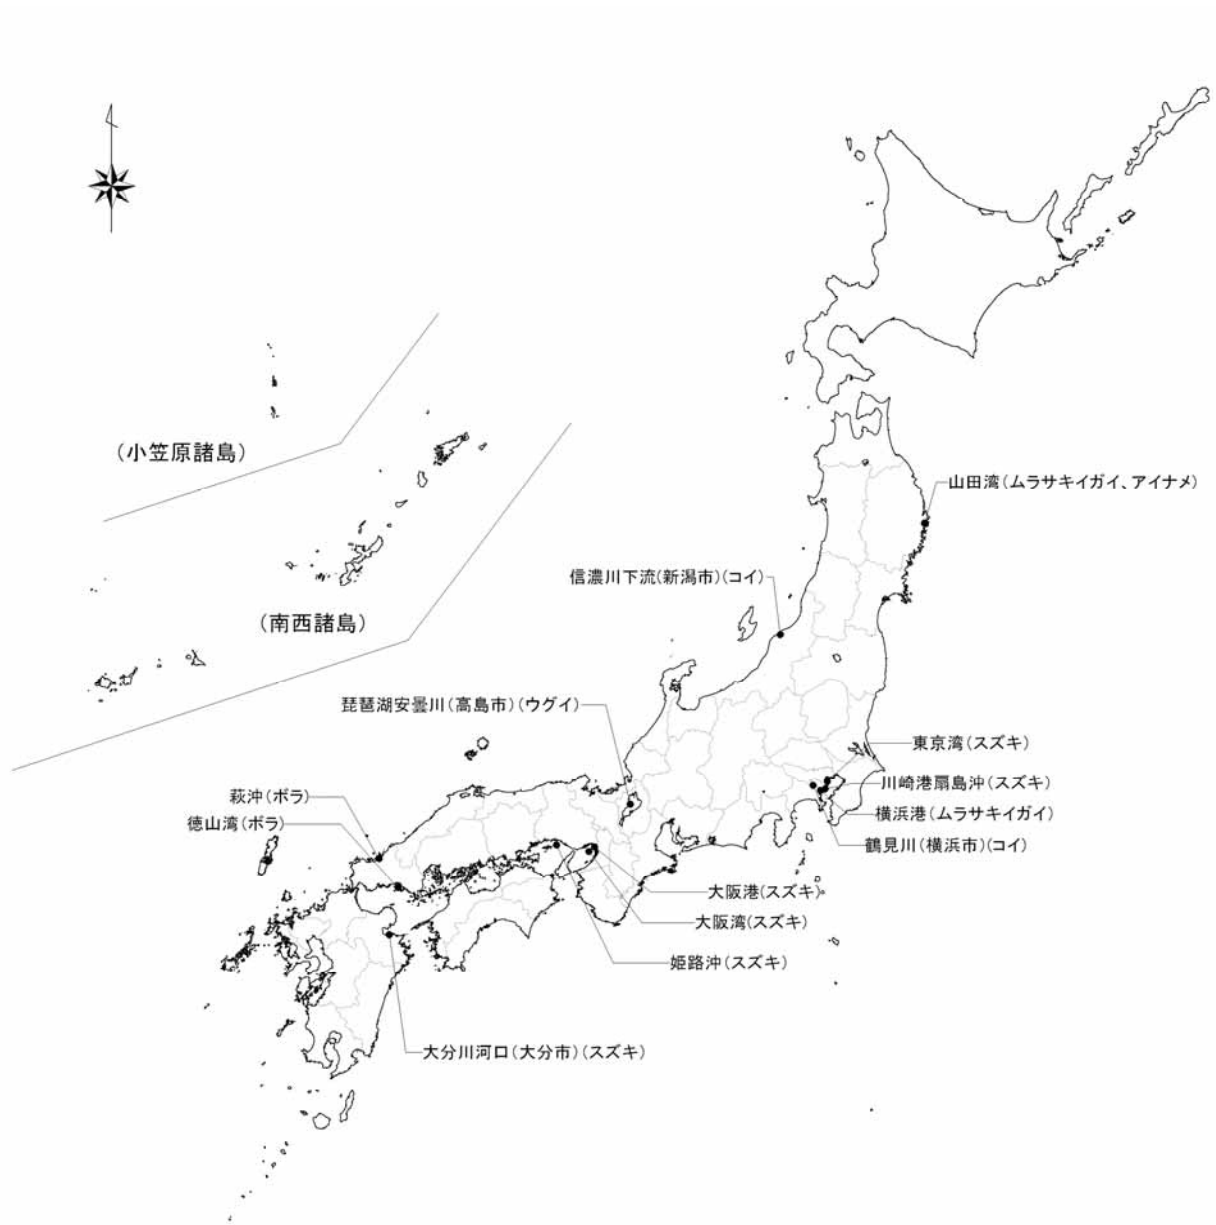 (小笠原諸島)
山田湾(ムラサキイガイ、アイナメ)
信濃川下流(新潟市)(コイ)
(南西諸島)
琵琶湖安曇川(高島市)(ウグイ)
東京湾(スズキ)
川崎港扇島沖(スズキ)
萩沖(ボラ)
横浜港(ムラサキイガイ)
徳山湾(ボラ)
鶴見川(横浜市)(コイ)
大阪港(スズキ)
大阪湾(スズキ)
姫路沖(スズキ)
大分川河口(大分市)(スズキ)